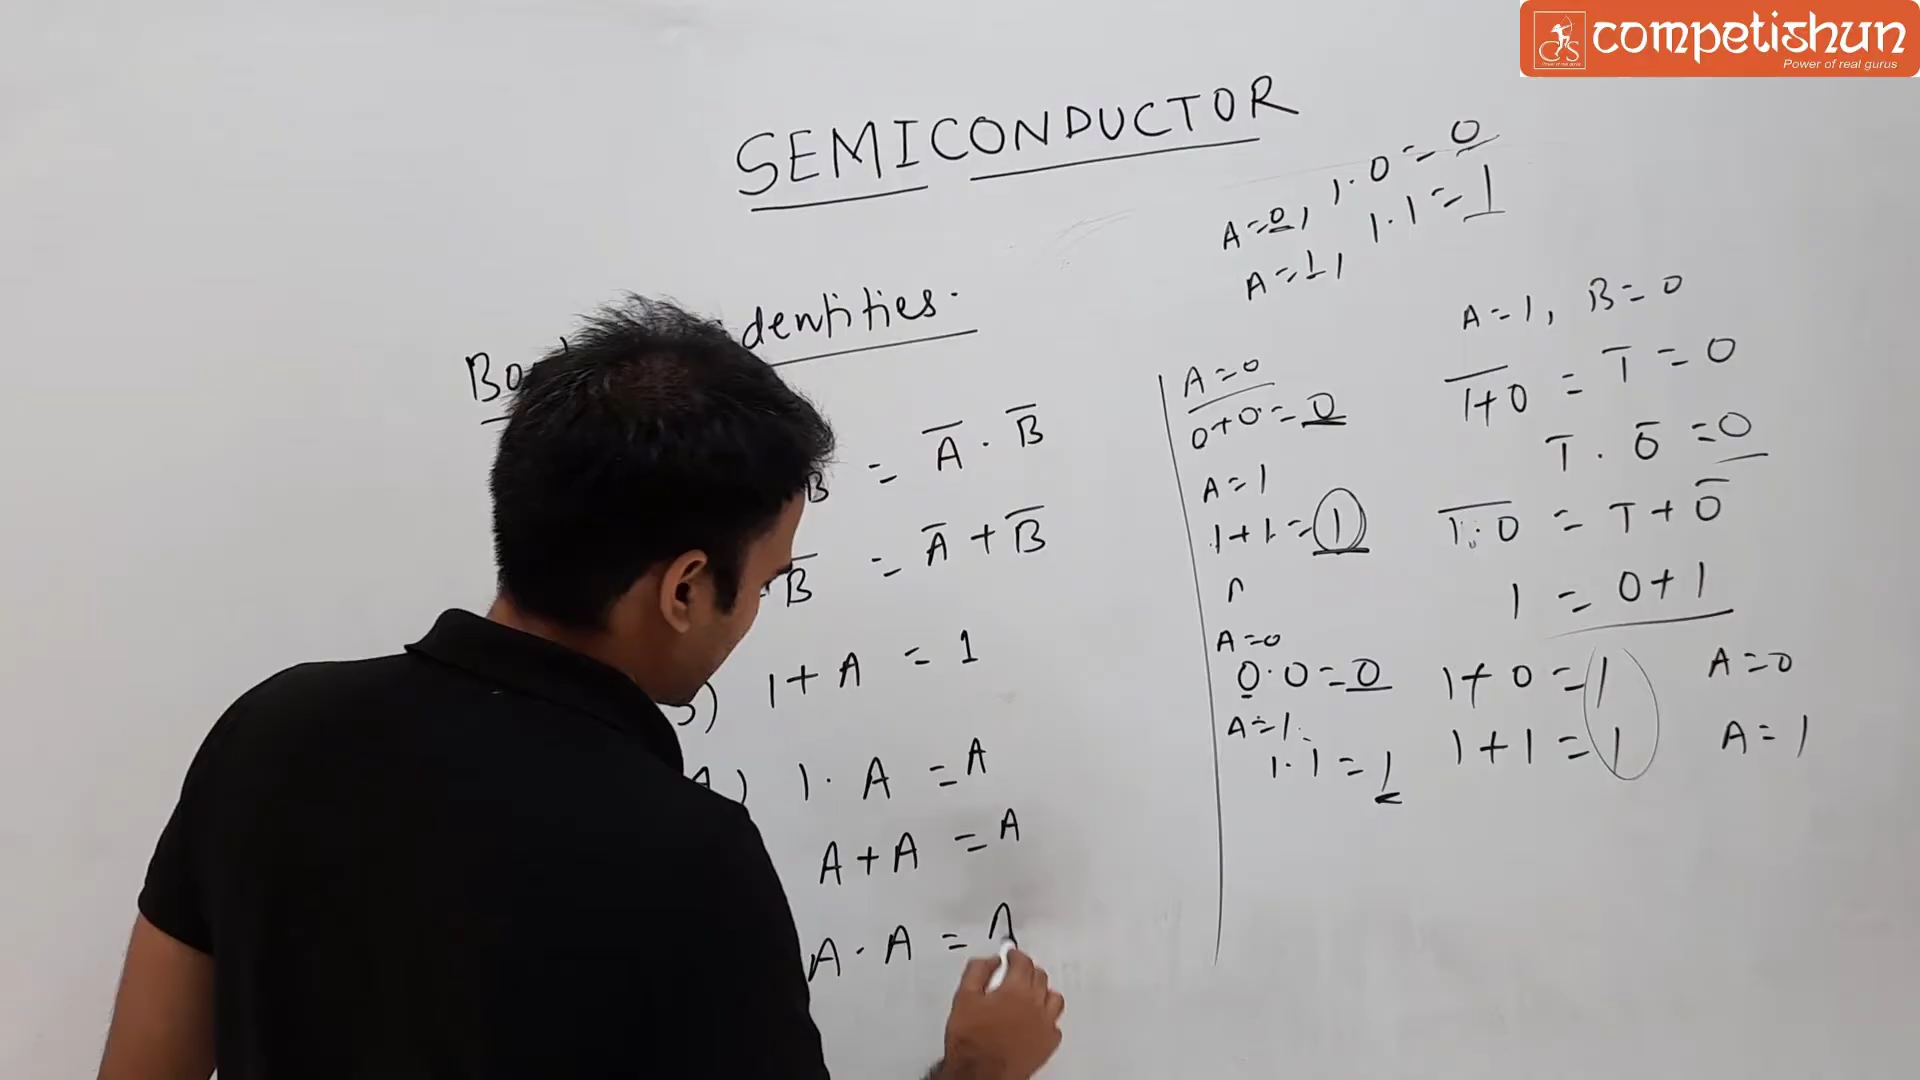 competishun
Power of real gurus
SEMICONDUCTOR
A=0, 1·0=0
A=1, 1·1=1
dentities.
B = A̅ · B̅
B̅ = A̅ + B̅
3) 1+A = 1
1·A = A
A+A = A
A·A =
A=0
0+0=0
A=1
1+1=1
A=0
0·0=0
A=1
1·1=1
A=1, B=0
1+0̅ = 1̅ = 0
1̅ · 0̅ = 0
1·0̅ = 1̅ + 0̅
1 = 0+1
1+0=1 A=0
1+1=1 A=1